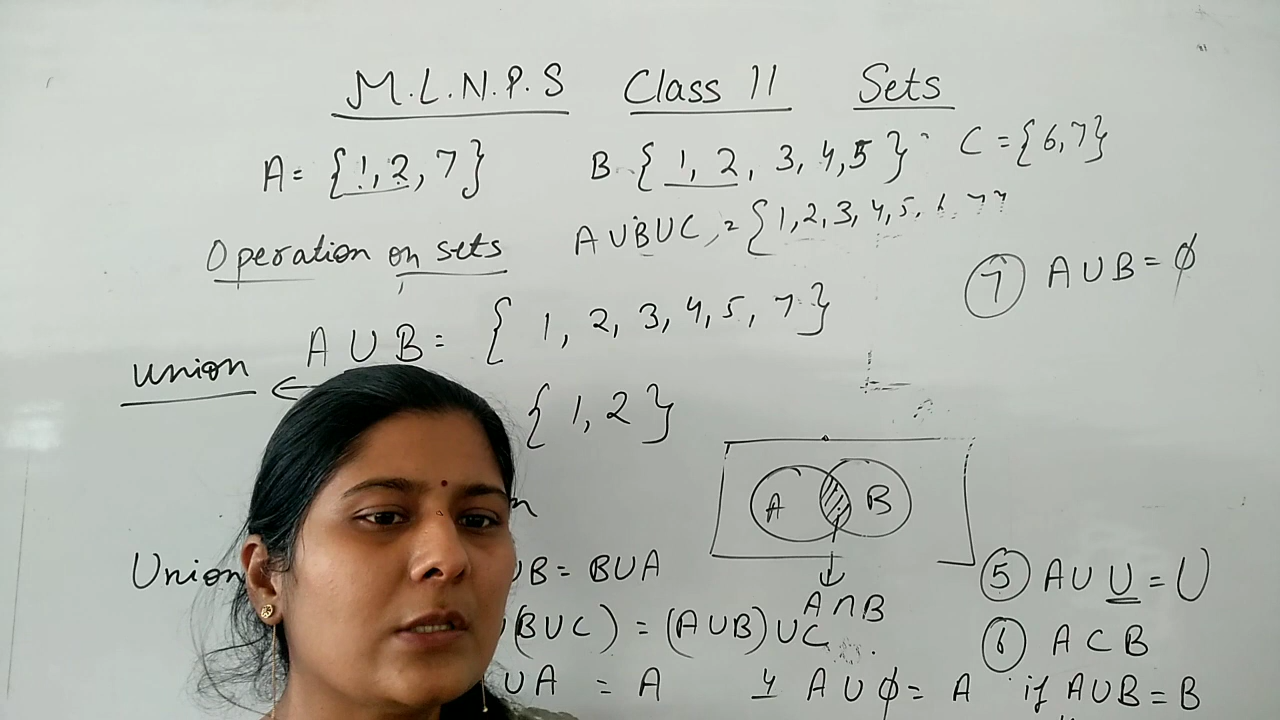 M.L.N.P.S Class 11 Sets
A = {1, 2, 7} B {1, 2, 3, 4, 5} C = {6, 7}
Operation on sets A ∪ B ∪ C = {1, 2, 3, 4, 5, 6, 7}
⑦ A ∪ B = ϕ
Union ← A ∪ B = {1, 2, 3, 4, 5, 7}
{1, 2}
A B
A ∩ B
Union ∪ B = B ∪ A ⑤ A ∪ U = U
(B ∪ C) = (A ∪ B) ∪ C ⑥ A ⊂ B
∪ A = A 4 A ∪ ϕ = A if A ∪ B = B